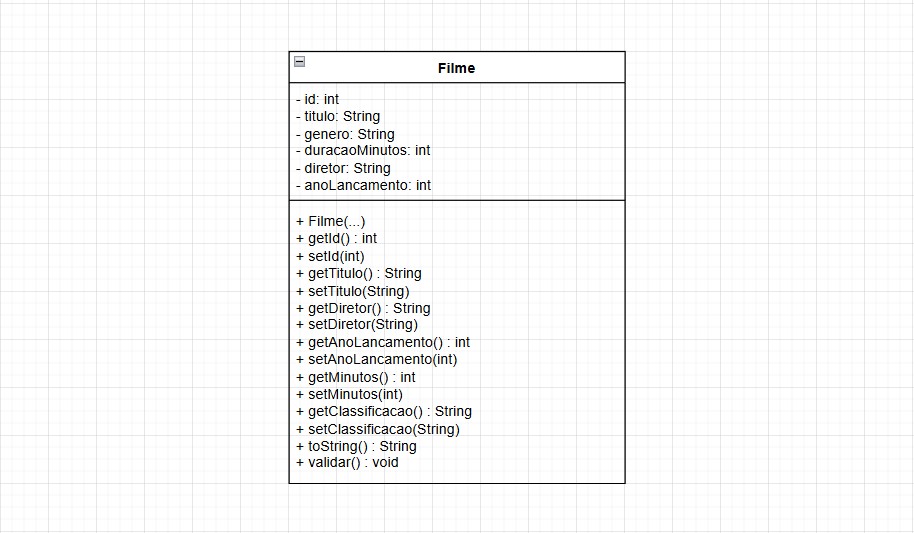 Filme
- id: int
- titulo: String
- genero: String
- duracaoMinutos: int
- diretor: String
- anoLancamento: int
+ Filme(...)
+ getId() : int
+ setId(int)
+ getTitulo() : String
+ setTitulo(String)
+ getDiretor() : String
+ setDiretor(String)
+ getAnoLancamento() : int
+ setAnoLancamento(int)
+ getMinutos() : int
+ setMinutos(int)
+ getClassificacao() : String
+ setClassificacao(String)
+ toString() : String
+ validar() : void